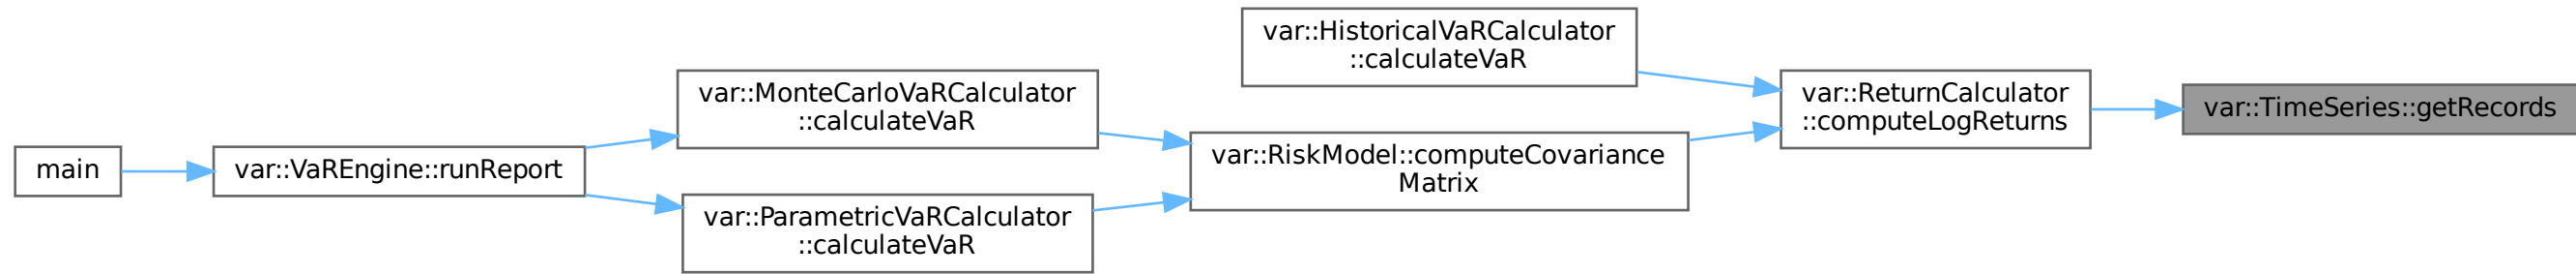 main
var::VaREngine::runReport
var::MonteCarloVaRCalculator
::calculateVaR
var::ParametricVaRCalculator
::calculateVaR
var::HistoricalVaRCalculator
::calculateVaR
var::RiskModel::computeCovariance
Matrix
var::ReturnCalculator
::computeLogReturns
var::TimeSeries::getRecords